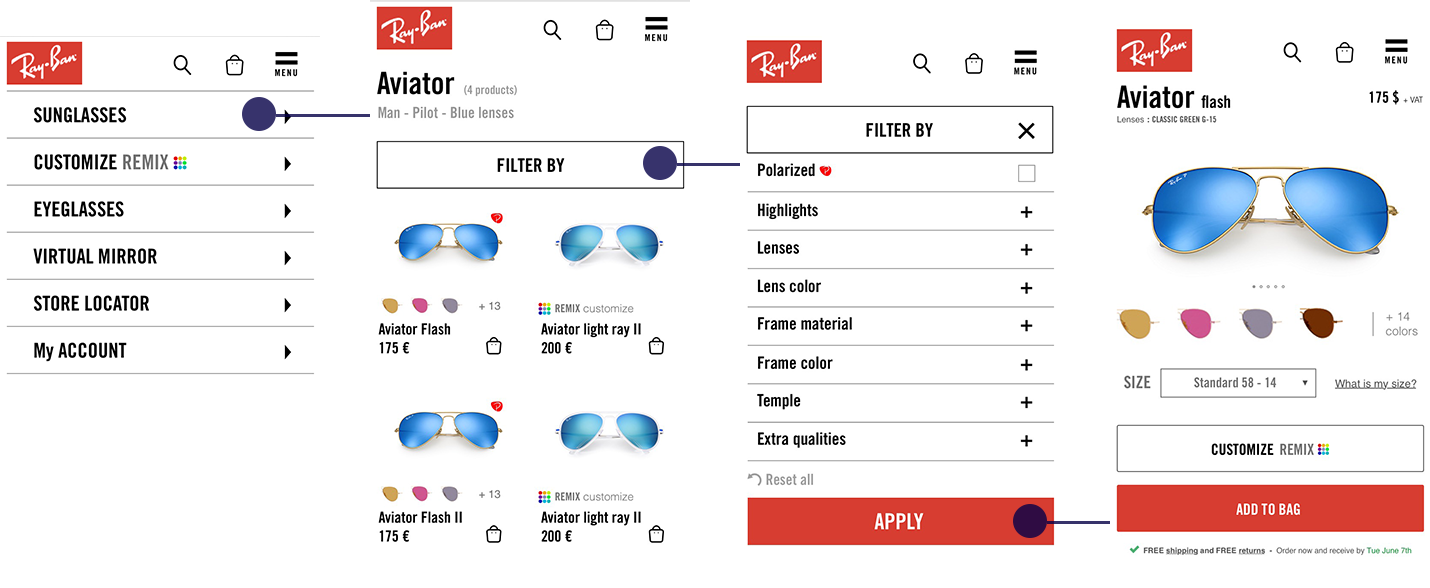 Ray-Ban
MENU
SUNGLASSES
CUSTOMIZE REMIX
EYEGLASSES
VIRTUAL MIRROR
STORE LOCATOR
My ACCOUNT
Ray-Ban
MENU
Aviator (4 products)
Man - Pilot - Blue lenses
FILTER BY
+ 13
REMIX customize
Aviator Flash
Aviator light ray II
175 €
200 €
+ 13
REMIX customize
Aviator Flash II
Aviator light ray II
175 €
200 €
Ray-Ban
MENU
FILTER BY
Polarized
Highlights +
Lenses +
Lens color +
Frame material +
Frame color +
Temple +
Extra qualities +
Reset all
APPLY
Ray-Ban
MENU
Aviator flash 175 $ + VAT
Lenses : CLASSIC GREEN G-15
+ 14
colors
SIZE Standard 58 - 14 What is my size?
CUSTOMIZE REMIX
ADD TO BAG
FREE shipping and FREE returns - Order now and receive by Tue June 7th